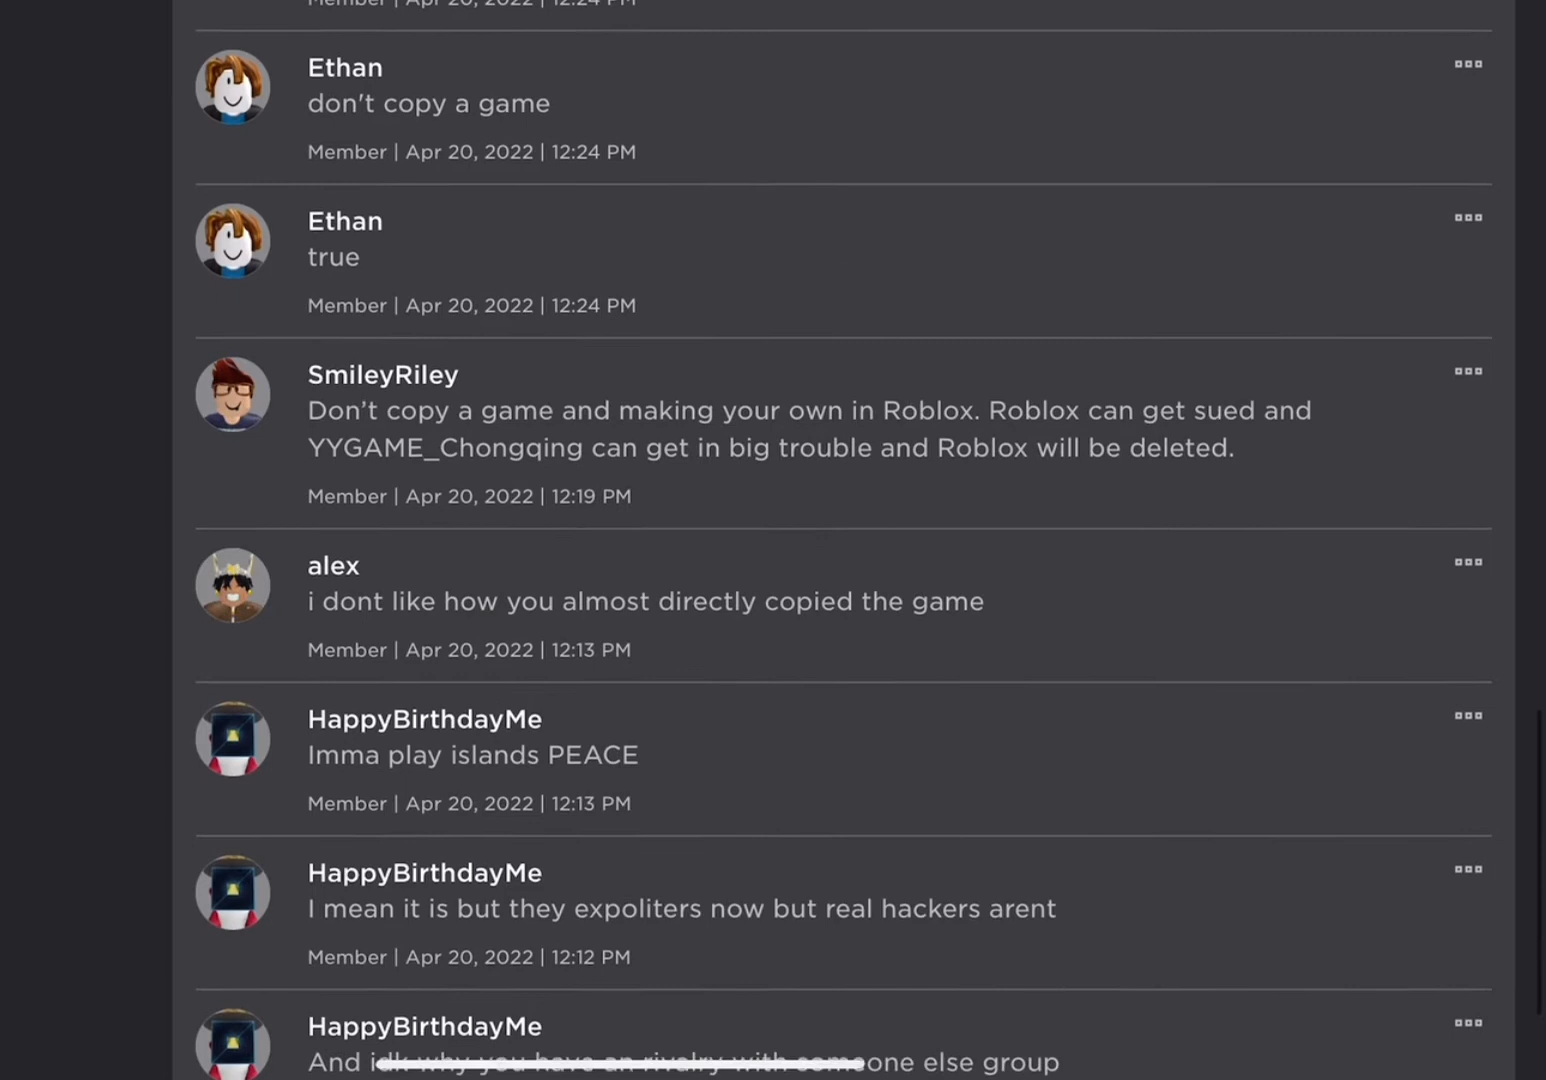 Member | Apr 20, 2022 | 12:24 PM
Ethan
don't copy a game
Member | Apr 20, 2022 | 12:24 PM
Ethan
true
Member | Apr 20, 2022 | 12:24 PM
SmileyRiley
Don’t copy a game and making your own in Roblox. Roblox can get sued and
YYGAME_Chongqing can get in big trouble and Roblox will be deleted.
Member | Apr 20, 2022 | 12:19 PM
alex
i dont like how you almost directly copied the game
Member | Apr 20, 2022 | 12:13 PM
HappyBirthdayMe
Imma play islands PEACE
Member | Apr 20, 2022 | 12:13 PM
HappyBirthdayMe
I mean it is but they expoliters now but real hackers arent
Member | Apr 20, 2022 | 12:12 PM
HappyBirthdayMe
And idk why you have an rivalry with someone else group